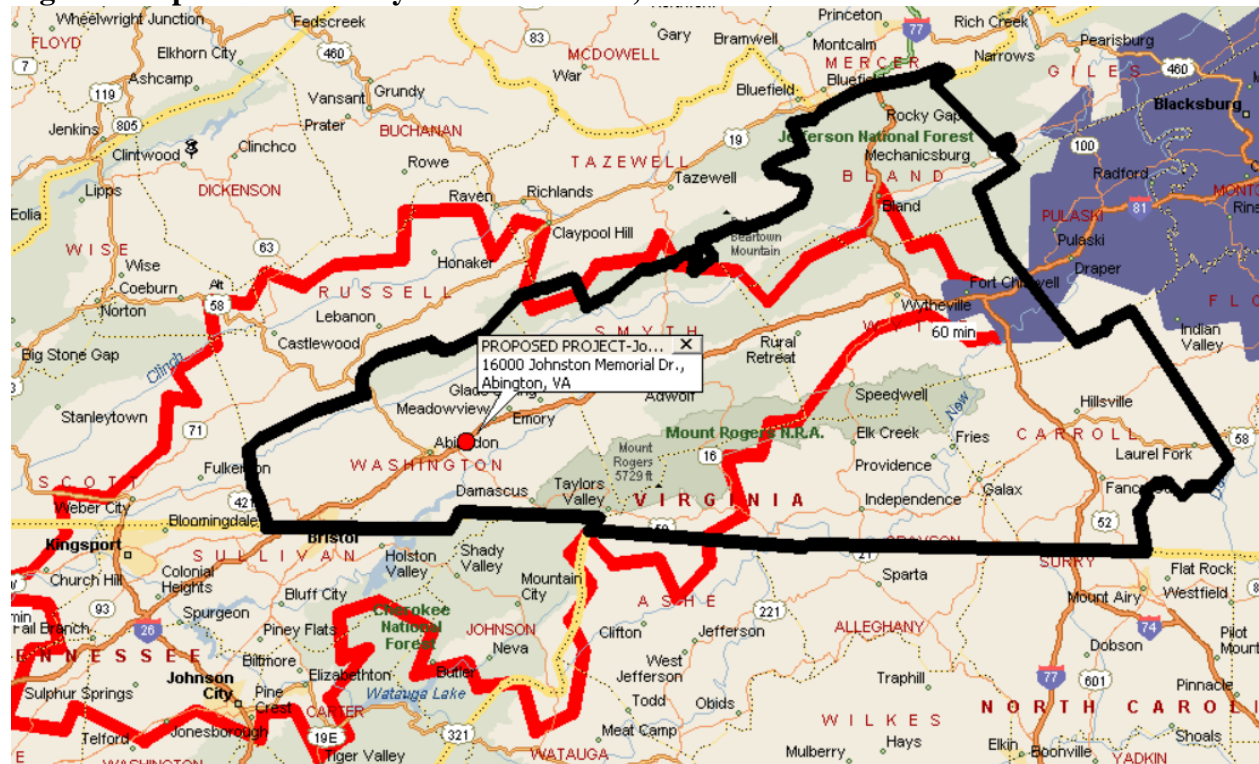 Wheelwright Junction
Fedscreek
Princeton
Rich Creek
FLOYD
Elkhorn City
460
83
Gary
Bramwell
Montcalm
77
Pearisburg
7
MCDOWELL
MERCER
Narrows
GILES
460
Ashcamp
War
Bluefield
Bluefield
119
Vansant
Grundy
Blacksburg
805
Prater
Rocky Gap
Jenkins
BUCHANAN
19
Jefferson National Forest
100
Clintwood
Clinchco
Rowe
TAZEWELL
Mechanicsburg
Radford
Lipps
DICKENSON
Raven
Richlands
Tazewell
BLAND
Eolia
Bland
PULASKI
81
WISE
63
Claypool Hill
Beartown
Mountain
Pulaski
Wise
Honaker
Draper
Coeburn
Alt
58
RUSSELL
Wytheville
Norton
Lebanon
SMYTH
60 min
Indian
Valley
Big Stone Gap
Castlewood
PROPOSED PROJECT-Jo... X
16000 Johnston Memorial Dr.,
Abington, VA
Rural
Retreat
Clinch
Adwolf
Speedwell
Hillsville
Stanleytown
Meadowview
Emory
New
71
Mount Rogers N.R.A.
Elk Creek
Fries
CARROLL
58
WASHINGTON
Mount
Rogers
5729 ft
16
Providence
Laurel Fork
SCOTT
Damascus
Taylors
Valley
VIRGINIA
Independence
Galax
Weber City
421
52
Bloomingdale
Bristol
21
Kingsport
SULLIVAN
Holston
Valley
Shady
Valley
SURRY
Flat Rock
Church Hill
Colonial
Heights
Mountain
City
Sparta
Mount Airy
Westfield
93
Bluff City
ASHE
221
74
Spurgeon
Cherokee
National
Forest
JOHNSON
Clifton
Jefferson
ALLEGHANY
Pilot
26
Piney Flats
Neva
Dobson
Biltmore
Elizabethton
Butler
West
Jefferson
77
601
Sulphur Springs
Johnson
City
Pine
Crest
Watauga Lake
Traphill
Pinnacle
Todd
Obids
NORTH CAROLI
CARTER
WILKES
Telford
Jonesborough
19E
321
Meat Camp
Hays
Elkin
Boonville
Shoals
Tiger Valley
WATAUGA
Mulberry
YADKIN